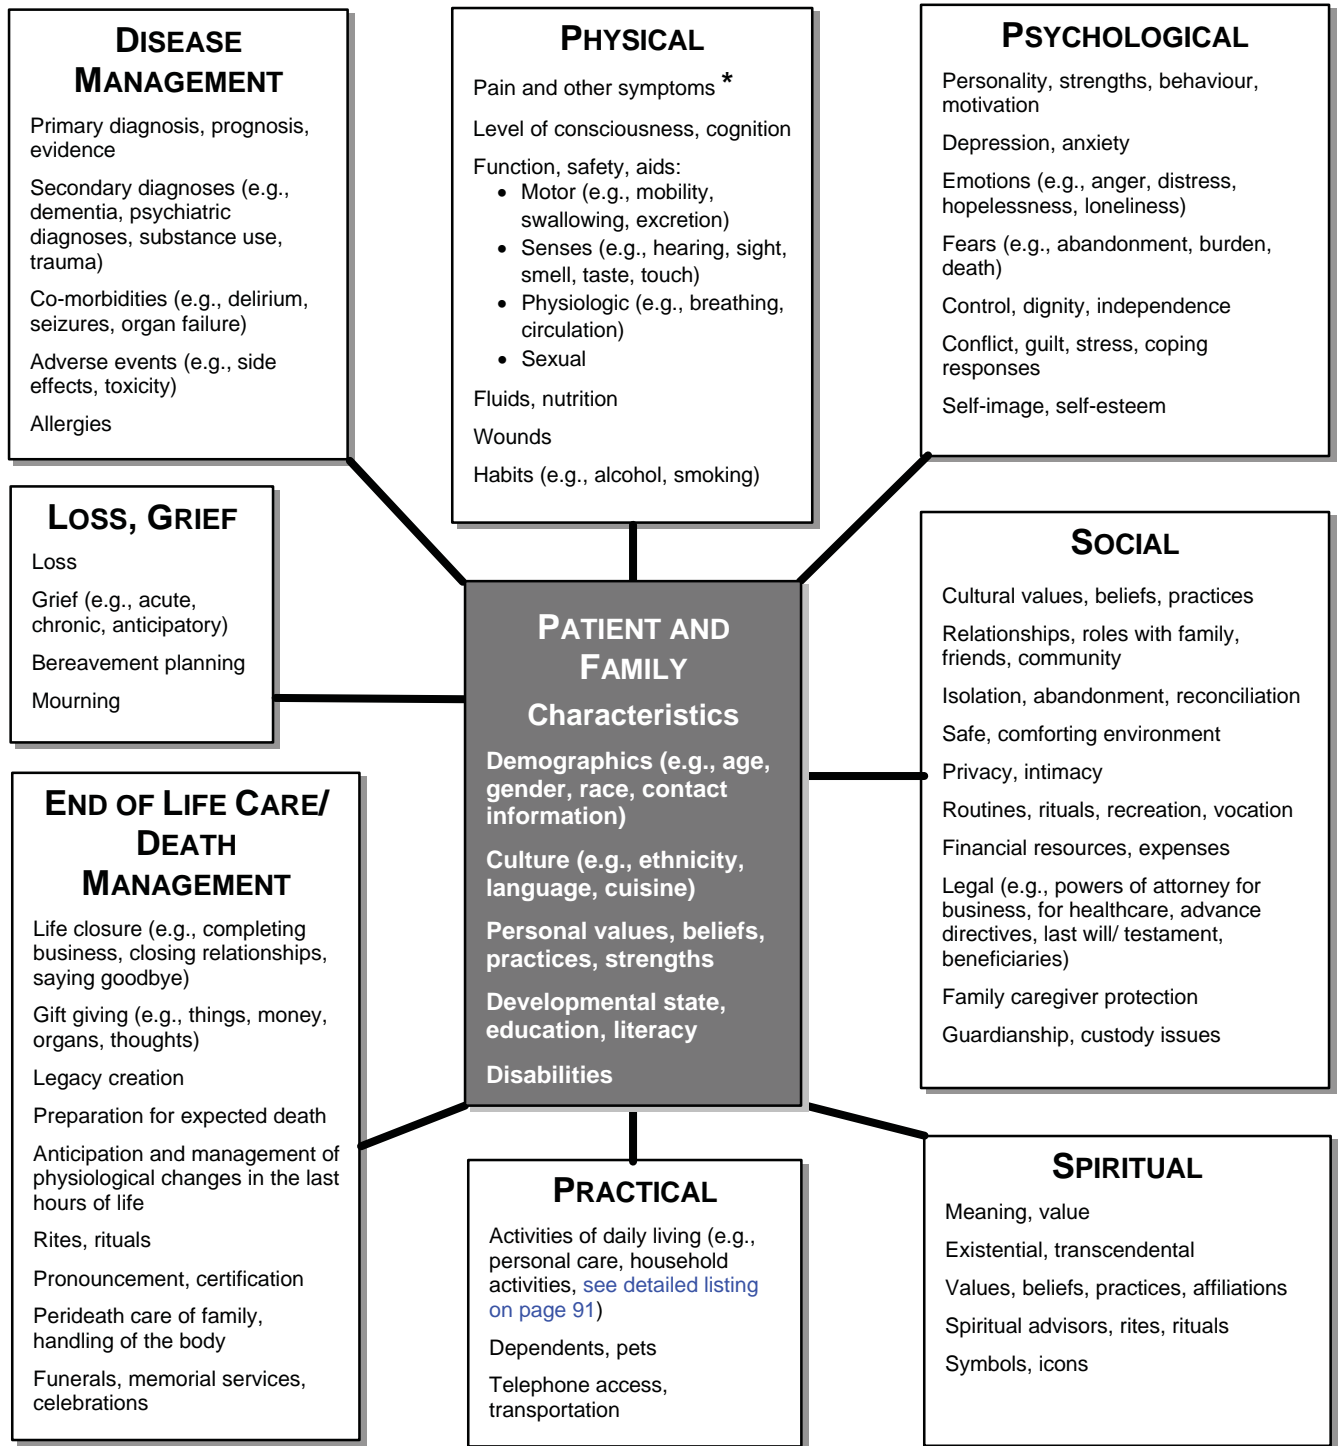 DISEASE
MANAGEMENT
Primary diagnosis, prognosis,
evidence
Secondary diagnoses (e.g.,
dementia, psychiatric
diagnoses, substance use,
trauma)
Co-morbidities (e.g., delirium,
seizures, organ failure)
Adverse events (e.g., side
effects, toxicity)
Allergies
PHYSICAL
Pain and other symptoms *
Level of consciousness, cognition
Function, safety, aids:
• Motor (e.g., mobility,
swallowing, excretion)
• Senses (e.g., hearing, sight,
smell, taste, touch)
• Physiologic (e.g., breathing,
circulation)
• Sexual
Fluids, nutrition
Wounds
Habits (e.g., alcohol, smoking)
PSYCHOLOGICAL
Personality, strengths, behaviour,
motivation
Depression, anxiety
Emotions (e.g., anger, distress,
hopelessness, loneliness)
Fears (e.g., abandonment, burden,
death)
Control, dignity, independence
Conflict, guilt, stress, coping
responses
Self-image, self-esteem
LOSS, GRIEF
Loss
Grief (e.g., acute,
chronic, anticipatory)
Bereavement planning
Mourning
PATIENT AND
FAMILY
Characteristics
Demographics (e.g., age,
gender, race, contact
information)
Culture (e.g., ethnicity,
language, cuisine)
Personal values, beliefs,
practices, strengths
Developmental state,
education, literacy
Disabilities
SOCIAL
Cultural values, beliefs, practices
Relationships, roles with family,
friends, community
Isolation, abandonment, reconciliation
Safe, comforting environment
Privacy, intimacy
Routines, rituals, recreation, vocation
Financial resources, expenses
Legal (e.g., powers of attorney for
business, for healthcare, advance
directives, last will/ testament,
beneficiaries)
Family caregiver protection
Guardianship, custody issues
END OF LIFE CARE/
DEATH
MANAGEMENT
Life closure (e.g., completing
business, closing relationships,
saying goodbye)
Gift giving (e.g., things, money,
organs, thoughts)
Legacy creation
Preparation for expected death
Anticipation and management of
physiological changes in the last
hours of life
Rites, rituals
Pronouncement, certification
Perideath care of family,
handling of the body
Funerals, memorial services,
celebrations
PRACTICAL
Activities of daily living (e.g.,
personal care, household
activities, see detailed listing
on page 91)
Dependents, pets
Telephone access,
transportation
SPIRITUAL
Meaning, value
Existential, transcendental
Values, beliefs, practices, affiliations
Spiritual advisors, rites, rituals
Symbols, icons